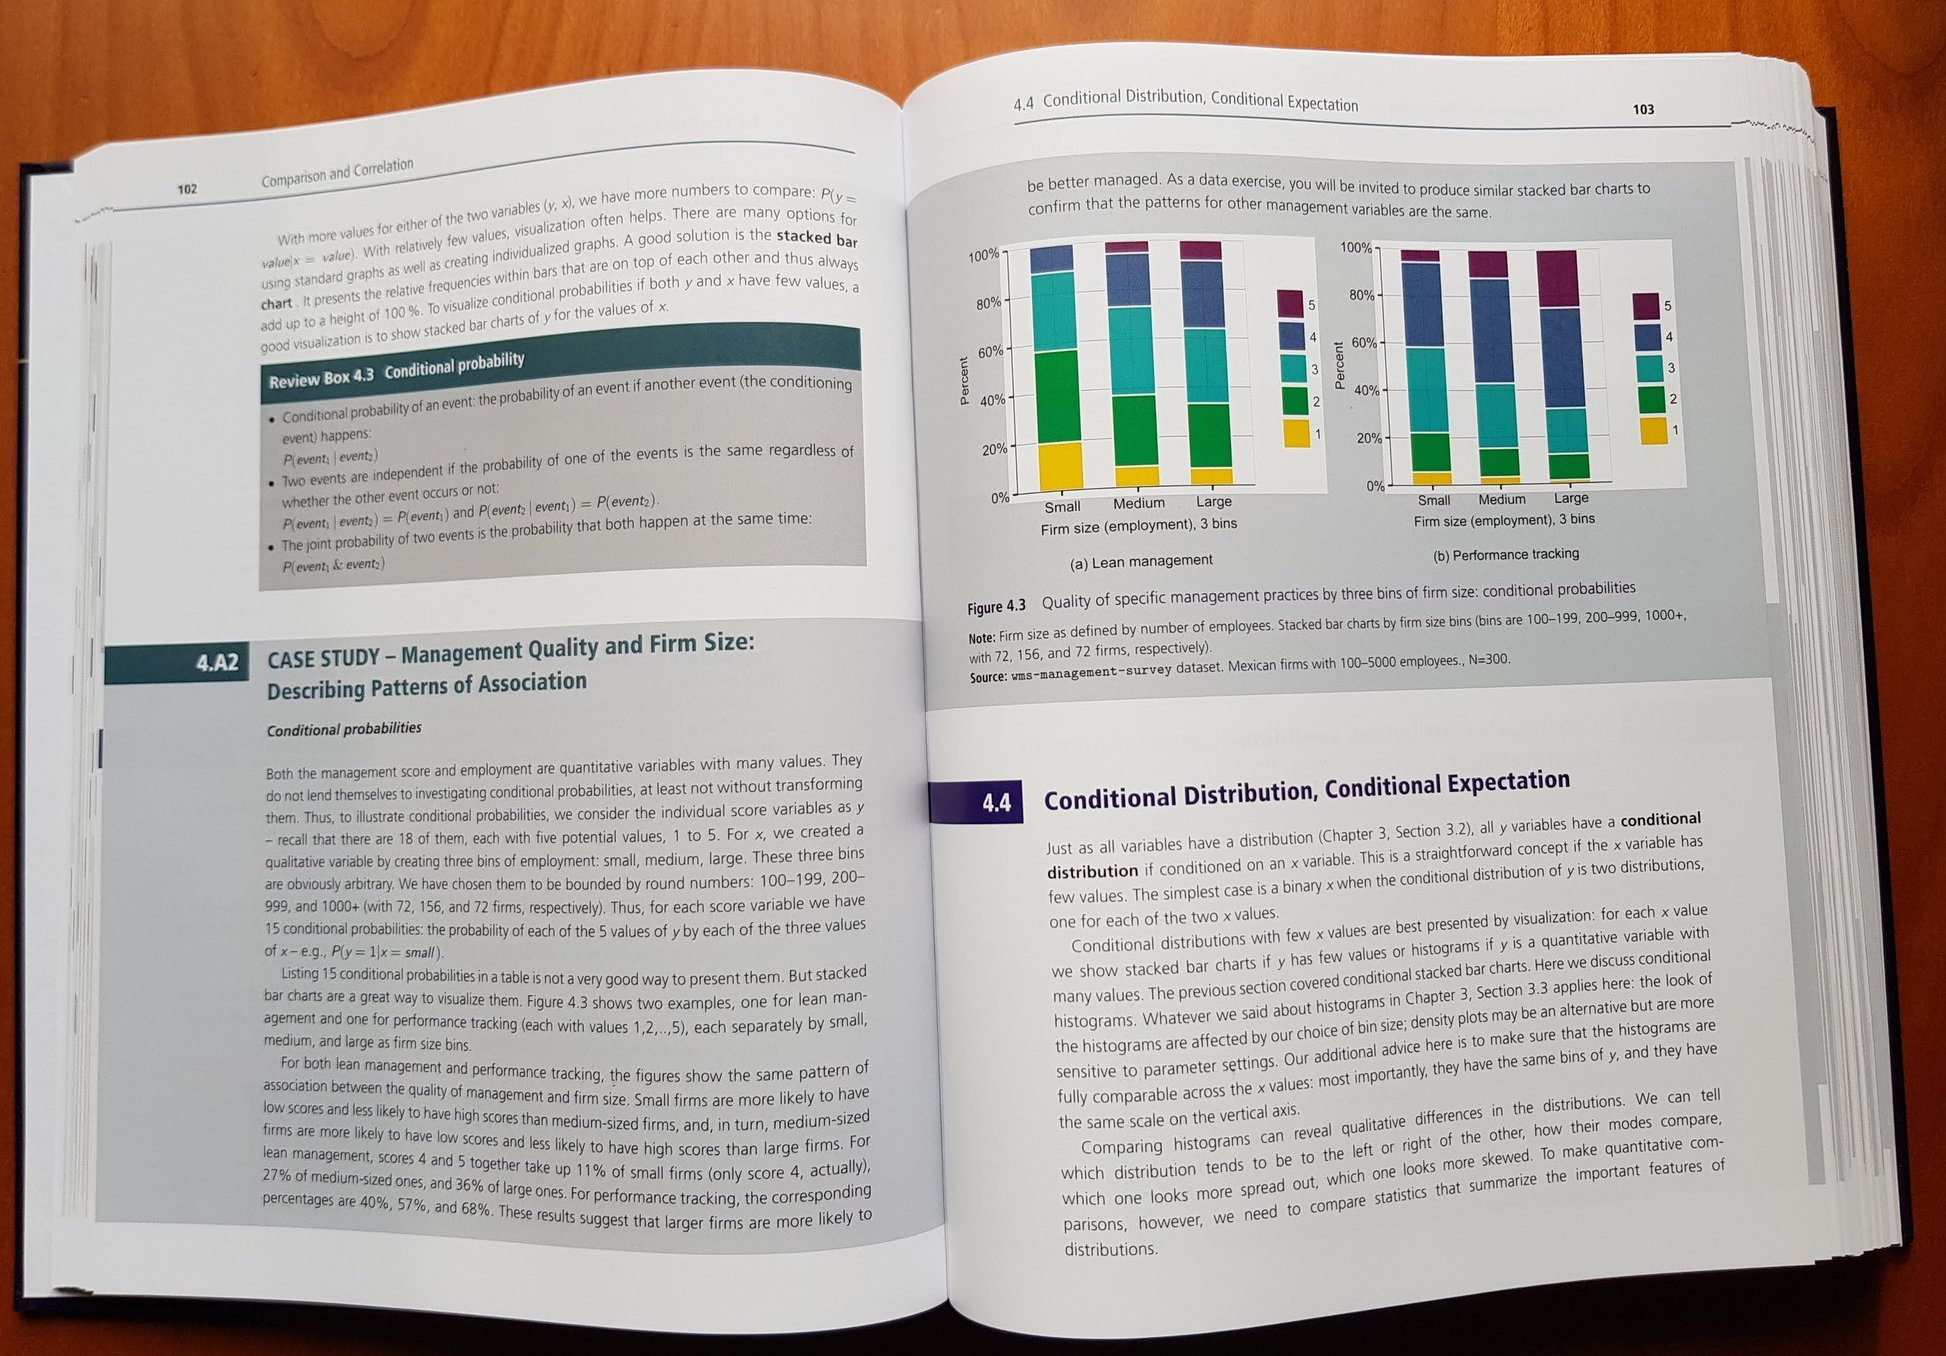 102
Comparison and Correlation
With more values for either of the two variables (y, x), we have more numbers to compare: P(y =
value|x = value). With relatively few values, visualization often helps. There are many options for
using standard graphs as well as creating individualized graphs. A good solution is the stacked bar
chart . It presents the relative frequencies within bars that are on top of each other and thus always
add up to a height of 100 %. To visualize conditional probabilities if both y and x have few values, a
good visualization is to show stacked bar charts of y for the values of x.
Review Box 4.3 Conditional probability
• Conditional probability of an event: the probability of an event if another event (the conditioning
event) happens:
P(event₁ | event₂)
• Two events are independent if the probability of one of the events is the same regardless of
whether the other event occurs or not:
P(event₁ | event₂) = P(event₁) and P(event₂ | event₁) = P(event₂).
• The joint probability of two events is the probability that both happen at the same time:
P(event₁ & event₂)
4.A2
CASE STUDY – Management Quality and Firm Size:
Describing Patterns of Association
Conditional probabilities
Both the management score and employment are quantitative variables with many values. They
do not lend themselves to investigating conditional probabilities, at least not without transforming
them. Thus, to illustrate conditional probabilities, we consider the individual score variables as y
– recall that there are 18 of them, each with five potential values, 1 to 5. For x, we created a
qualitative variable by creating three bins of employment: small, medium, large. These three bins
are obviously arbitrary. We have chosen them to be bounded by round numbers: 100–199, 200–
999, and 1000+ (with 72, 156, and 72 firms, respectively). Thus, for each score variable we have
15 conditional probabilities: the probability of each of the 5 values of y by each of the three values
of x – e.g., P(y = 1|x = small).
Listing 15 conditional probabilities in a table is not a very good way to present them. But stacked
bar charts are a great way to visualize them. Figure 4.3 shows two examples, one for lean man-
agement and one for performance tracking (each with values 1,2,..,5), each separately by small,
medium, and large as firm size bins.
For both lean management and performance tracking, the figures show the same pattern of
association between the quality of management and firm size. Small firms are more likely to have
low scores and less likely to have high scores than medium-sized firms, and, in turn, medium-sized
firms are more likely to have low scores and less likely to have high scores than large firms. For
lean management, scores 4 and 5 together take up 11% of small firms (only score 4, actually),
27% of medium-sized ones, and 36% of large ones. For performance tracking, the corresponding
percentages are 40%, 57%, and 68%. These results suggest that larger firms are more likely to
4.4 Conditional Distribution, Conditional Expectation
103
be better managed. As a data exercise, you will be invited to produce similar stacked bar charts to
confirm that the patterns for other management variables are the same.
100%
80%
60%
40%
20%
0%
Percent
Small Medium Large
Firm size (employment), 3 bins
5
4
3
2
1
(a) Lean management
100%
80%
60%
40%
20%
0%
Percent
Small Medium Large
Firm size (employment), 3 bins
5
4
3
2
1
(b) Performance tracking
Figure 4.3 Quality of specific management practices by three bins of firm size: conditional probabilities
Note: Firm size as defined by number of employees. Stacked bar charts by firm size bins (bins are 100–199, 200–999, 1000+,
with 72, 156, and 72 firms, respectively).
Source: wms-management-survey dataset. Mexican firms with 100–5000 employees., N=300.
4.4
Conditional Distribution, Conditional Expectation
Just as all variables have a distribution (Chapter 3, Section 3.2), all y variables have a conditional
distribution if conditioned on an x variable. This is a straightforward concept if the x variable has
few values. The simplest case is a binary x when the conditional distribution of y is two distributions,
one for each of the two x values.
Conditional distributions with few x values are best presented by visualization: for each x value
we show stacked bar charts if y has few values or histograms if y is a quantitative variable with
many values. The previous section covered conditional stacked bar charts. Here we discuss conditional
histograms. Whatever we said about histograms in Chapter 3, Section 3.3 applies here: the look of
the histograms are affected by our choice of bin size; density plots may be an alternative but are more
sensitive to parameter settings. Our additional advice here is to make sure that the histograms are
fully comparable across the x values: most importantly, they have the same bins of y, and they have
the same scale on the vertical axis.
Comparing histograms can reveal qualitative differences in the distributions. We can tell
which distribution tends to be to the left or right of the other, how their modes compare,
which one looks more spread out, which one looks more skewed. To make quantitative com-
parisons, however, we need to compare statistics that summarize the important features of
distributions.